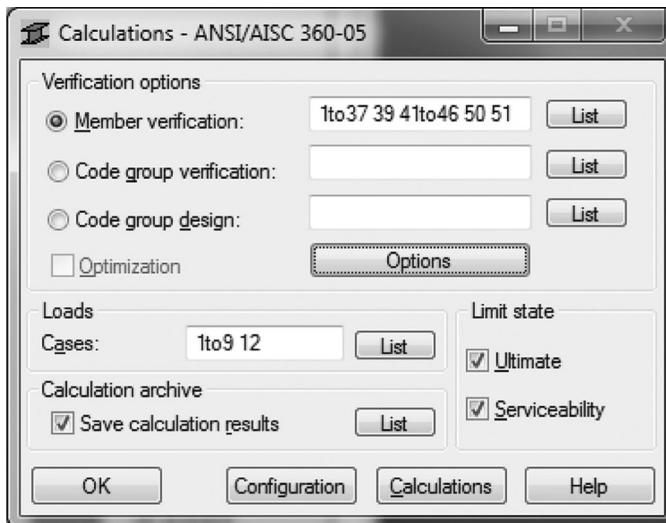 Calculations - ANSI/AISC 360-05
Verification options
Member verification: 1to37 39 41to46 50 51 List
Code group verification: List
Code group design: List
Optimization Options
Loads
Cases: 1to9 12 List
Limit state
Ultimate
Serviceability
Calculation archive
Save calculation results List
OK Configuration Calculations Help